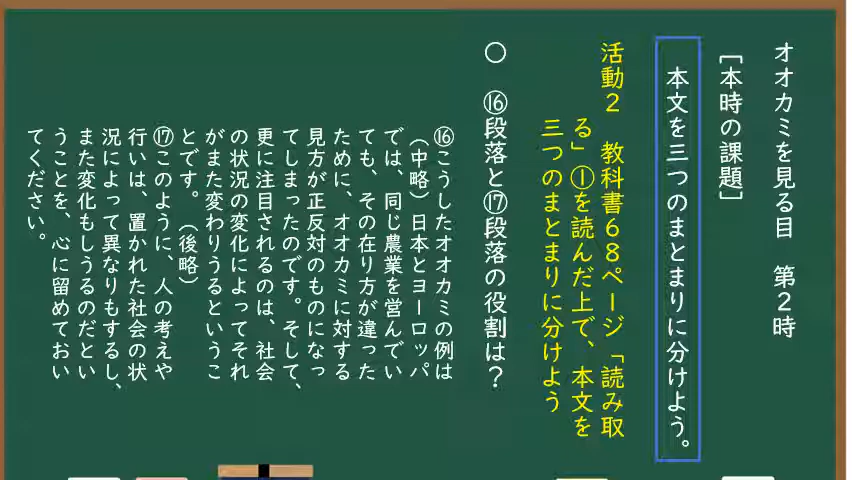 オオカミを見る目　第２時
［本時の課題］
本文を三つのまとまりに分けよう。
活動２　教科書６８ページ「読み取
る」①を読んだ上で、本文を
三つのまとまりに分けよう
○　⑯段落と⑰段落の役割は？
⑯こうしたオオカミの例は
（中略）日本とヨーロッパ
では、同じ農業を営んでい
ても、その在り方が違った
ために、オオカミに対する
見方が正反対のものになっ
てしまったのです。そして、
更に注目されるのは、社会
の状況の変化によってそれ
がまた変わりうるというこ
とです。（後略）
⑰このように、人の考えや
行いは、置かれた社会の状
況によって異なりもするし、
また変化もしうるのだとい
うことを、心に留めておい
てください。